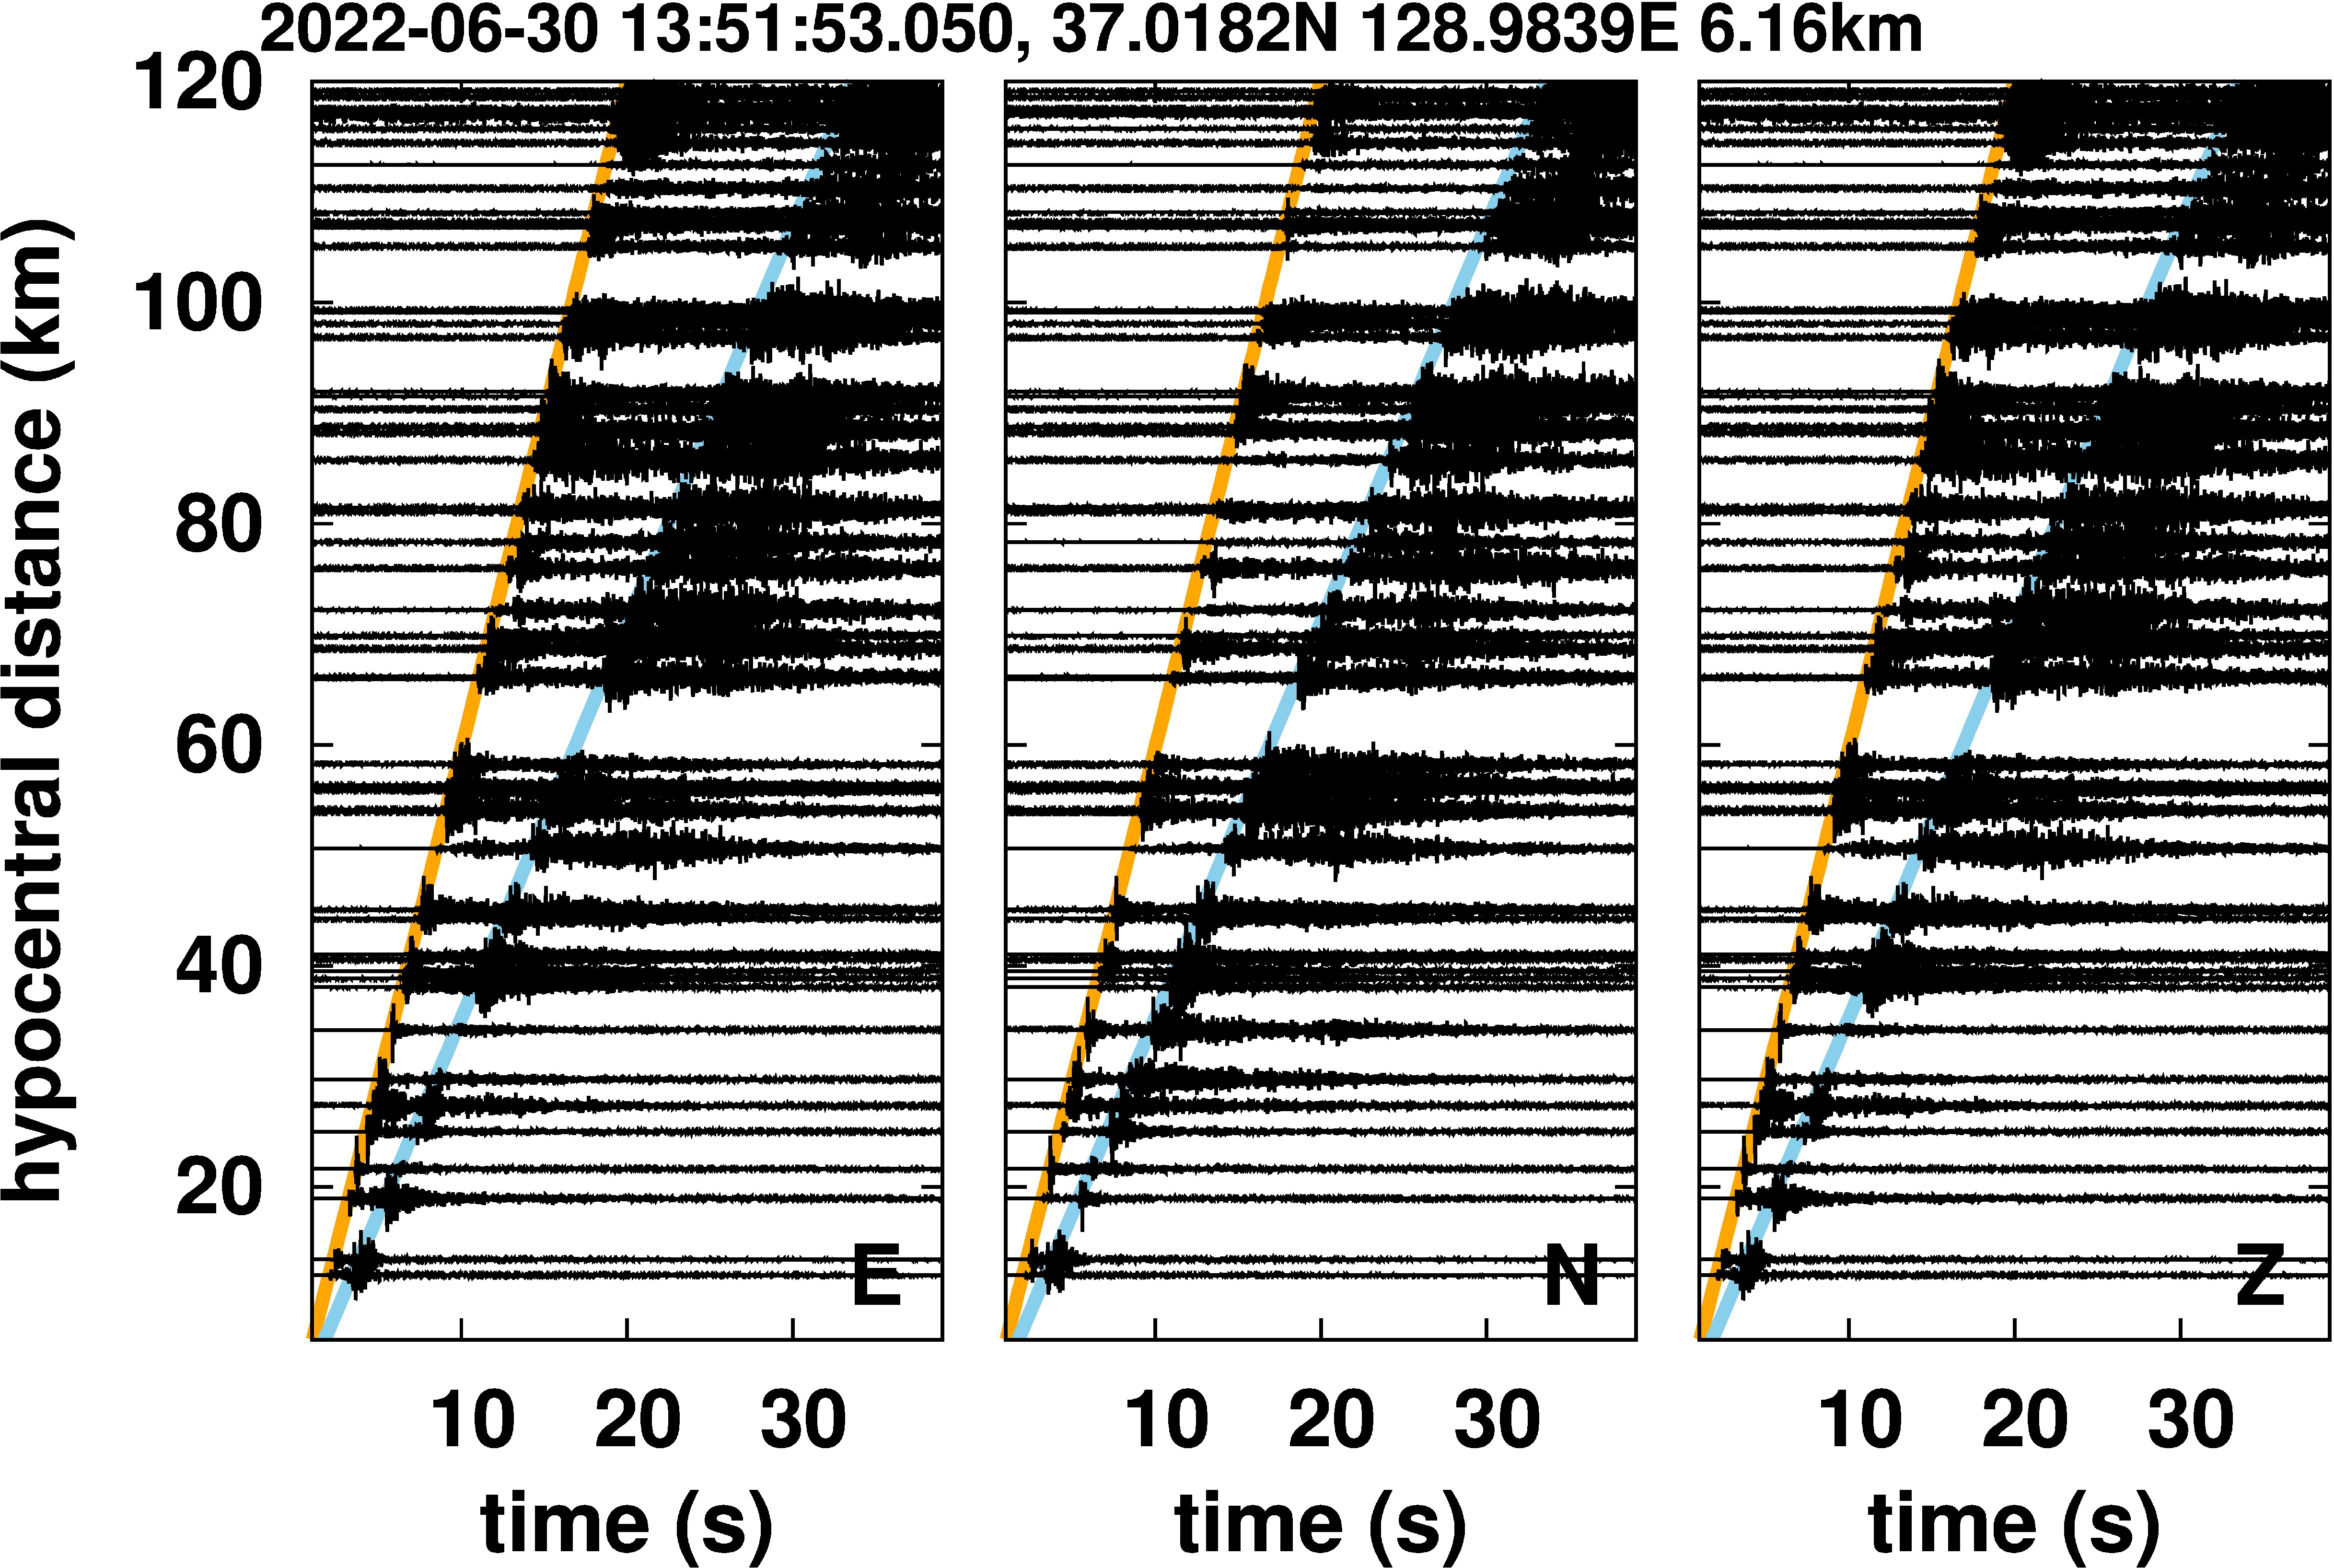 2022-06-30 13:51:53.050, 37.0182N 128.9839E 6.16km
hypocentral distance (km)
120
100
80
60
40
20
E
N
Z
10 20 30
10 20 30
10 20 30
time (s)
time (s)
time (s)